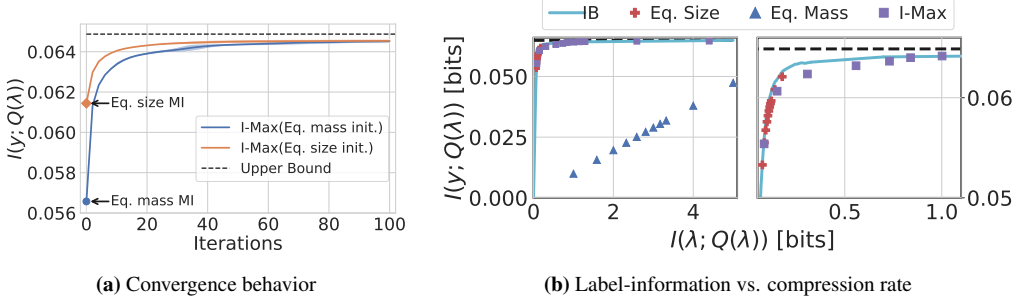 0.064
0.062
0.060
0.058
0.056
I(y; Q(λ))
Eq. size MI
I-Max(Eq. mass init.)
I-Max(Eq. size init.)
Upper Bound
Eq. mass MI
0 20 40 60 80 100
Iterations
(a) Convergence behavior
IB Eq. Size Eq. Mass I-Max
I(y; Q(λ)) [bits]
0.050
0.025
0.000
0 2 4
0.06
0.05
0.5 1.0
I(λ; Q(λ)) [bits]
(b) Label-information vs. compression rate